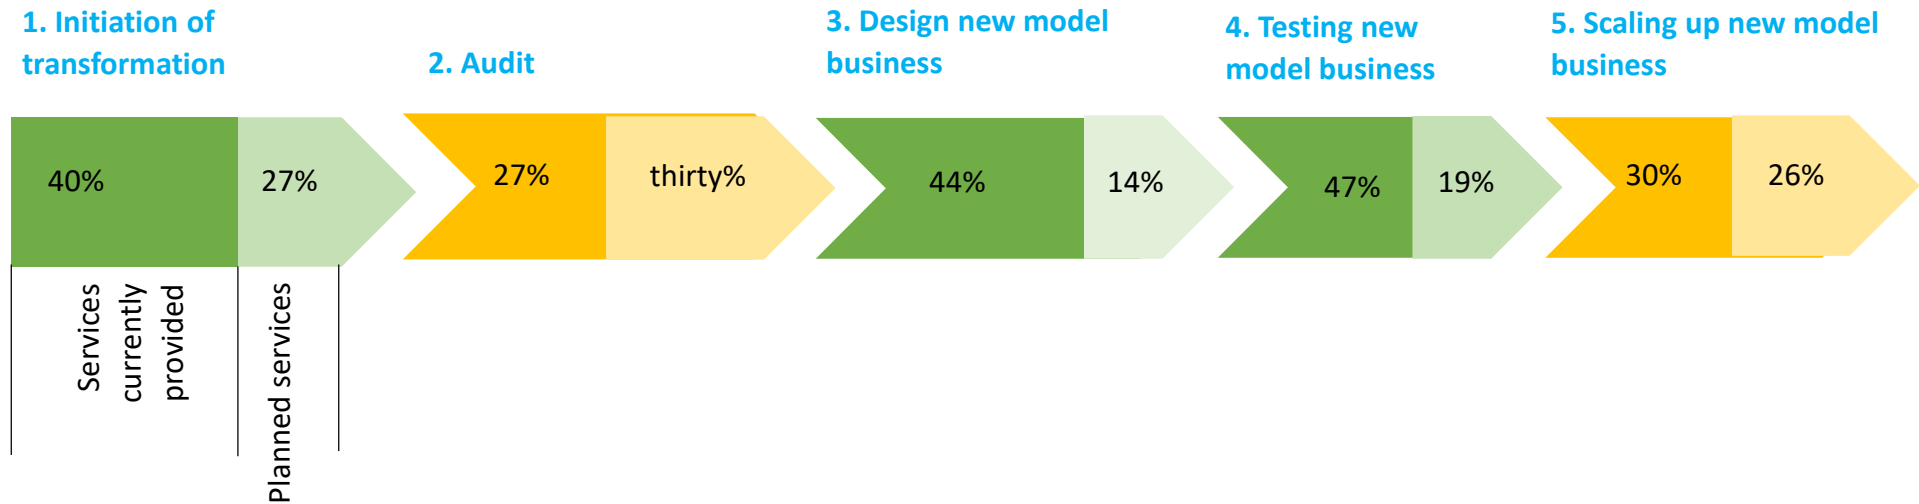 1. Initiation of
transformation
2. Audit
3. Design new model
business
4. Testing new
model business
5. Scaling up new model
business
40%
27%
27%
thirty%
44%
14%
47%
19%
30%
26%
Services
currently
provided
Planned services